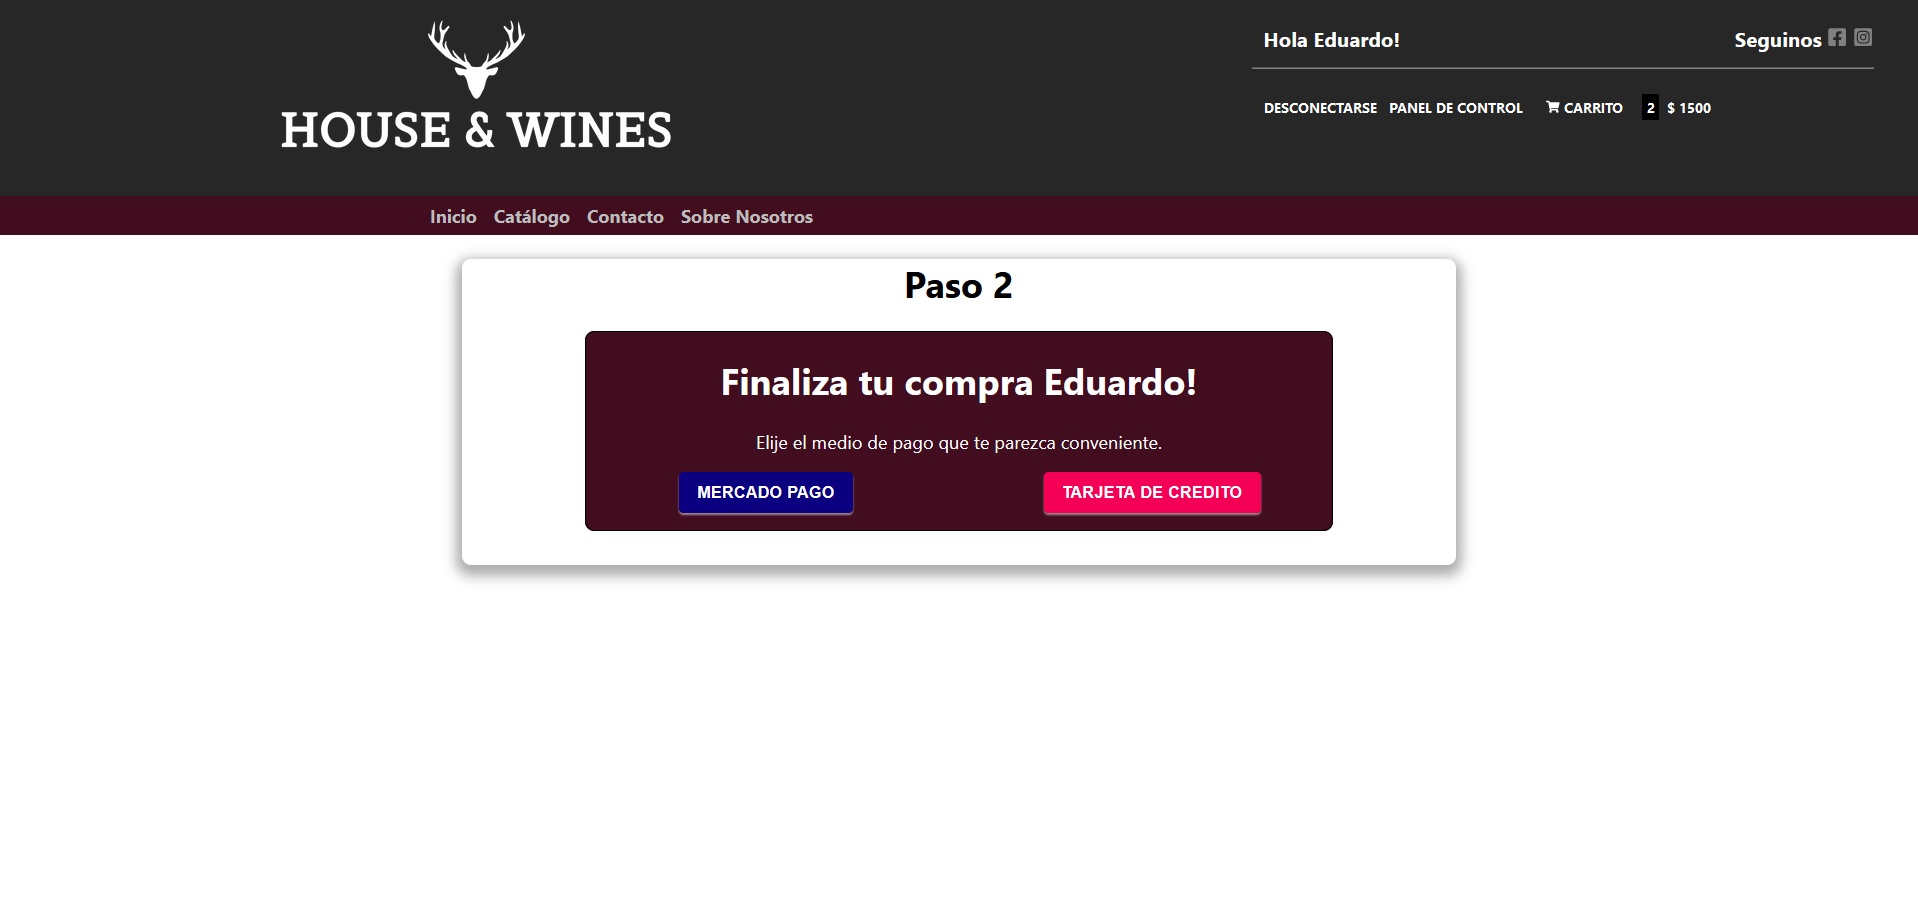 HOUSE & WINES
Hola Eduardo!
Seguinos
DESCONECTARSE PANEL DE CONTROL CARRITO 2 $ 1500
Inicio Catálogo Contacto Sobre Nosotros
Paso 2
Finaliza tu compra Eduardo!
Elije el medio de pago que te parezca conveniente.
MERCADO PAGO
TARJETA DE CREDITO